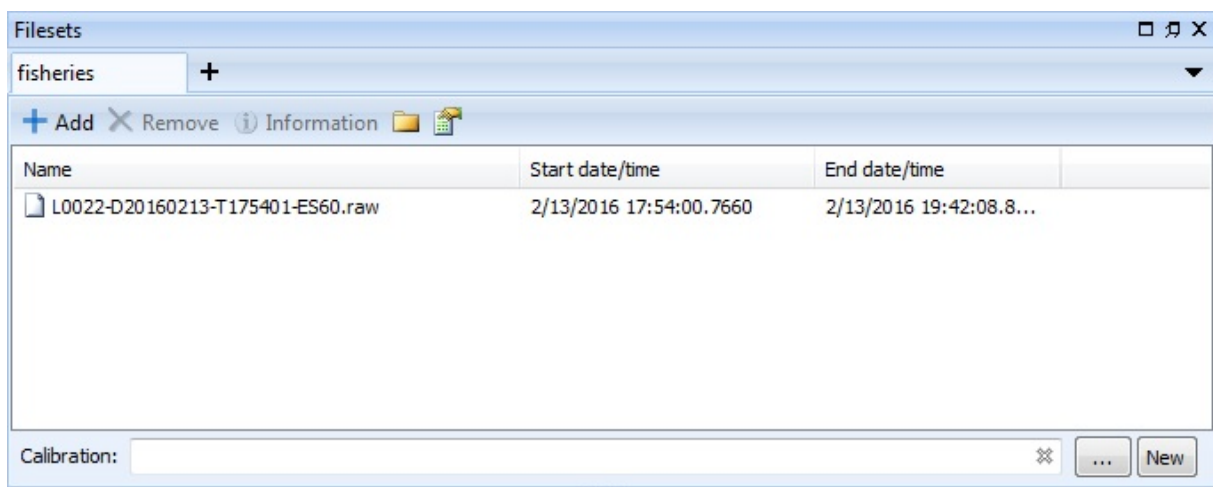 Filesets
fisheries
Add Remove Information
Name Start date/time End date/time
L0022-D20160213-T175401-ES60.raw 2/13/2016 17:54:00.7660 2/13/2016 19:42:08.8...
Calibration: ... New